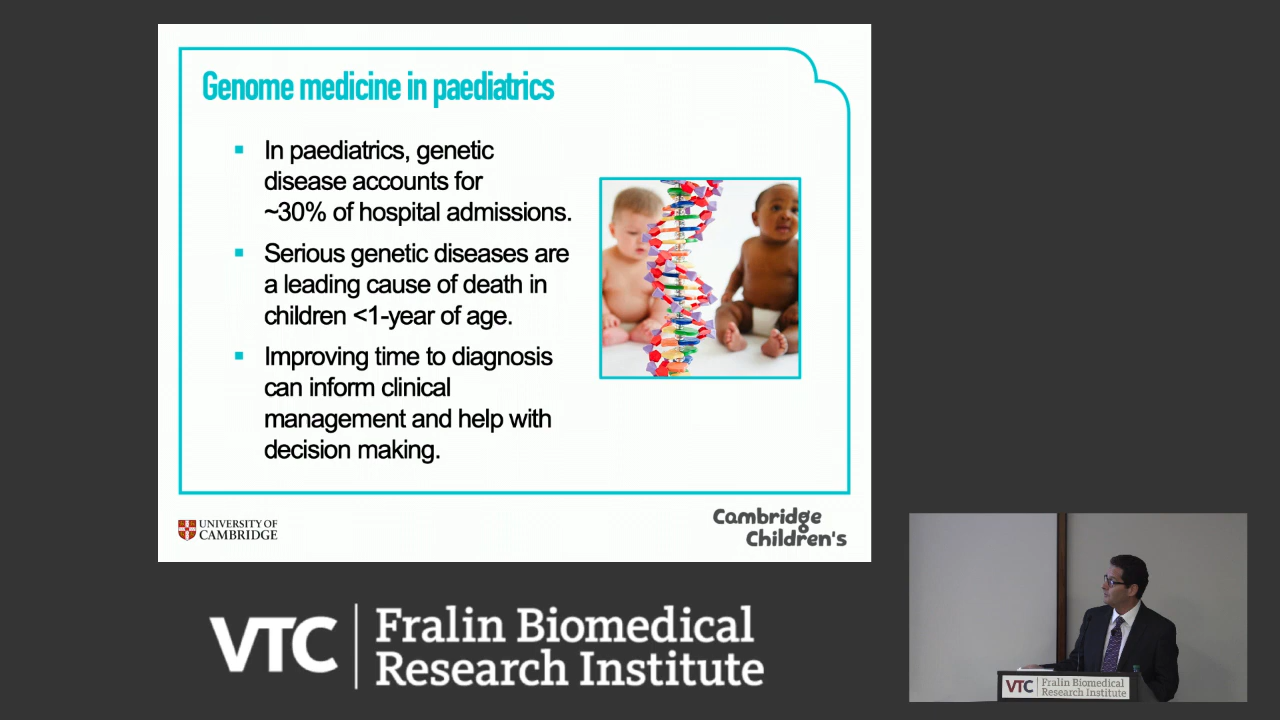 Genome medicine in paediatrics
In paediatrics, genetic
disease accounts for
~30% of hospital admissions.
Serious genetic diseases are
a leading cause of death in
children <1-year of age.
Improving time to diagnosis
can inform clinical
management and help with
decision making.
UNIVERSITY OF
CAMBRIDGE
Cambridge
Children's
VTC
Fralin Biomedical
Research Institute
VTC
Fralin Biomedical
Research Institute